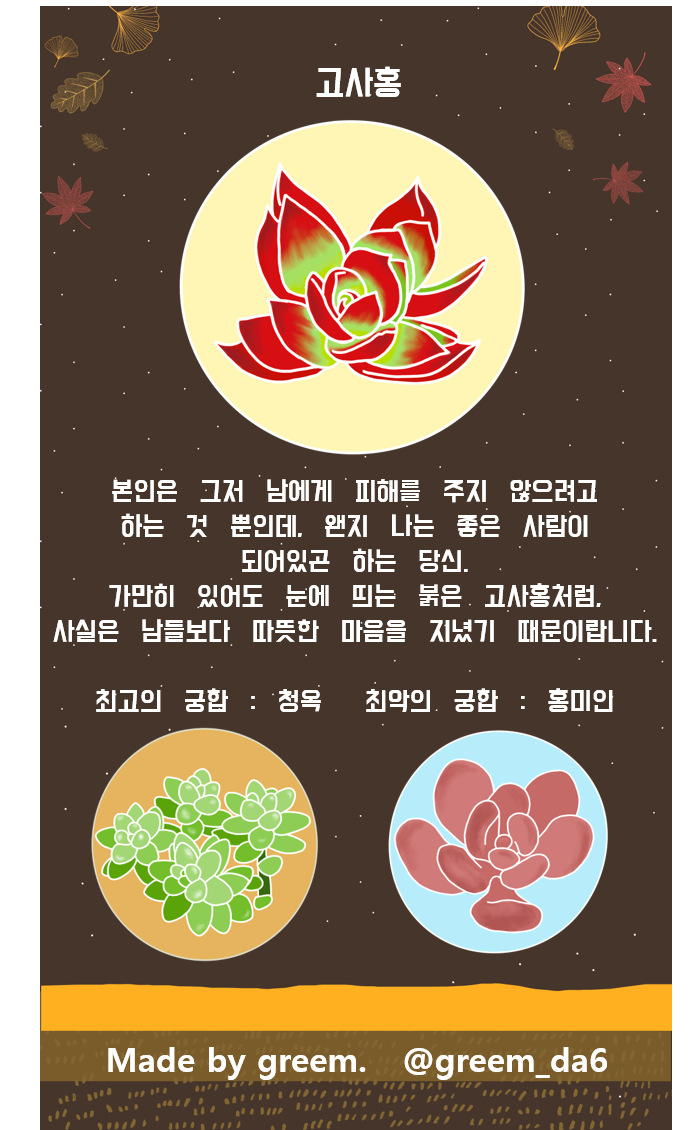 고사홍
본인은 그저 남에게 피해를 주지 않으려고
하는 것 뿐인데, 왠지 나는 좋은 사람이
되어있곤 하는 당신.
가만히 있어도 눈에 띄는 붉은 고사홍처럼,
사실은 남들보다 따뜻한 마음을 지녔기 때문이랍니다.
최고의 궁합 : 청옥 최악의 궁합 : 홍미인
Made by greem. @greem_da6